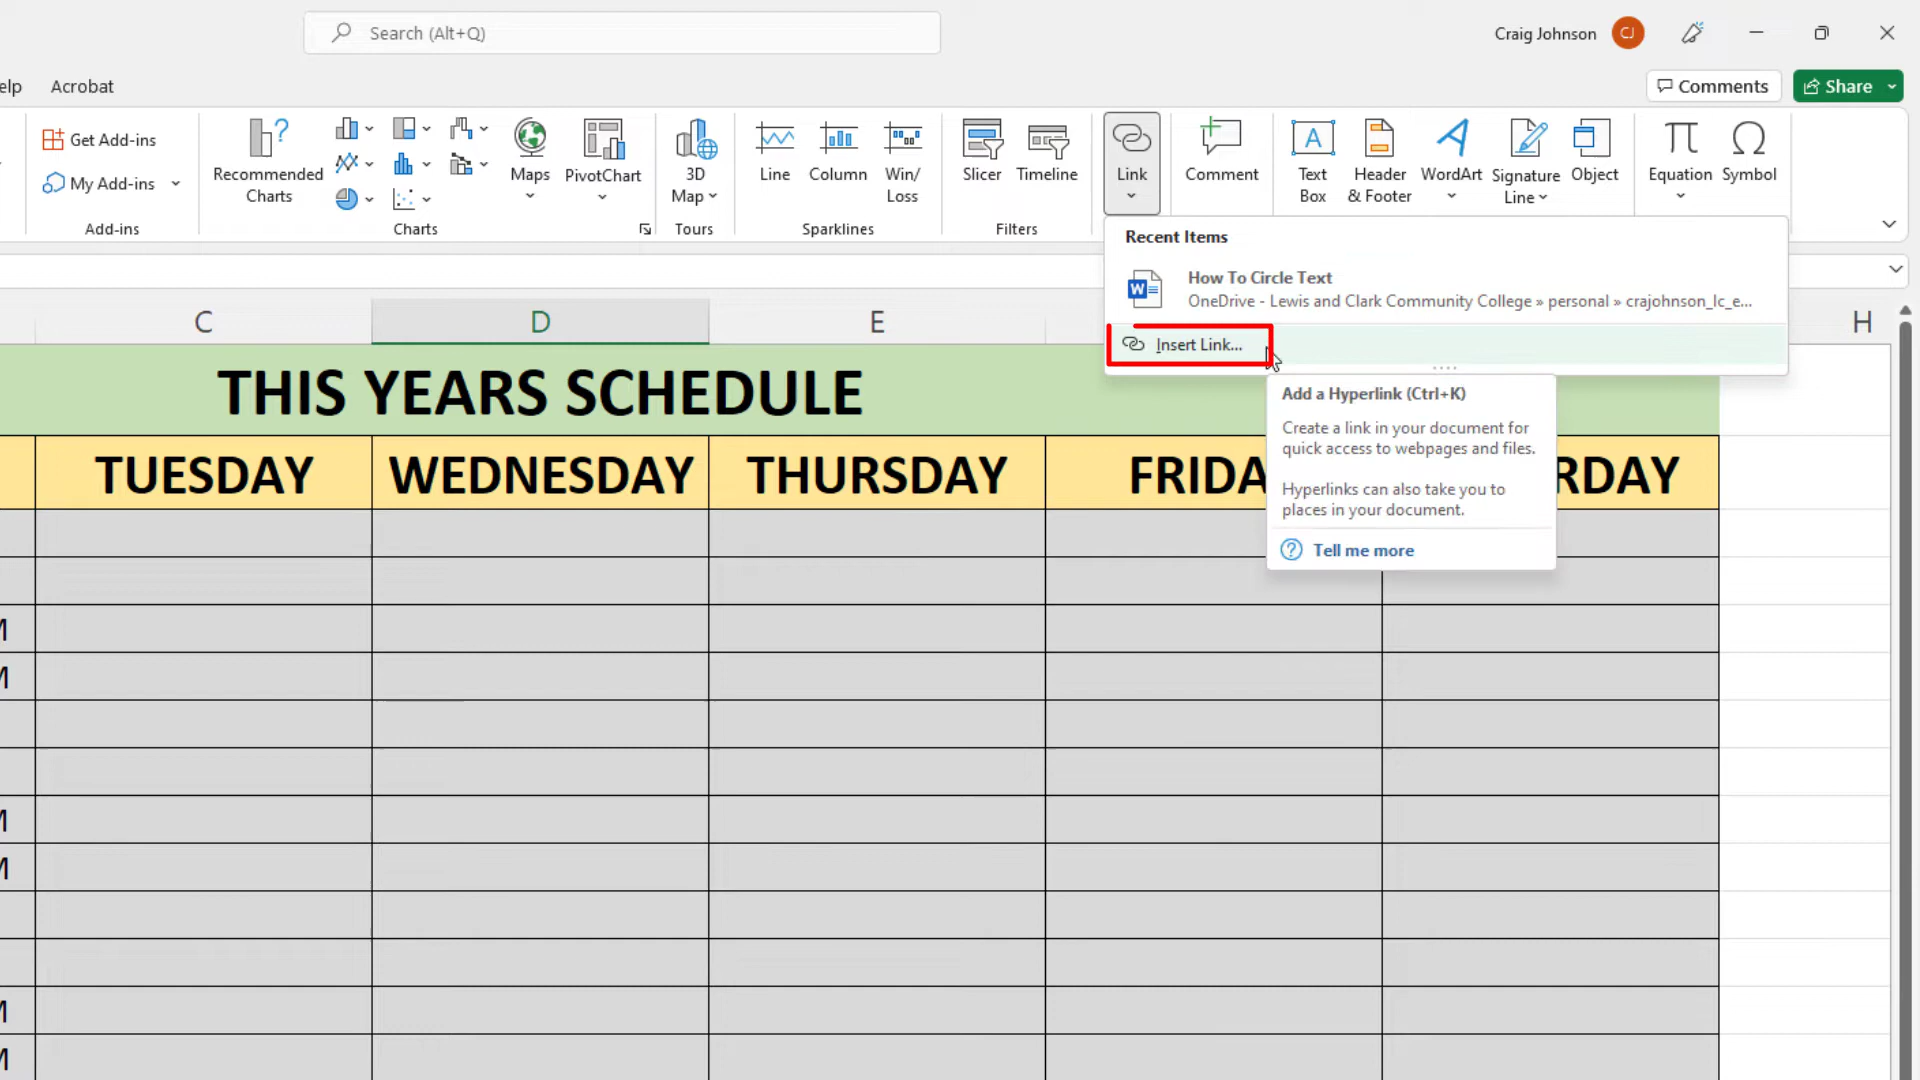 Search (Alt+Q)
Craig Johnson
CJ
elp
Acrobat
Comments
Share
Get Add-ins
My Add-ins
Add-ins
Recommended
Charts
Charts
Maps
PivotChart
3D
Map
Tours
Line
Column
Win/
Loss
Sparklines
Slicer
Timeline
Filters
Link
Comment
Text
Box
Header
& Footer
WordArt
Signature
Line
Object
Equation
Symbol
Recent Items
How To Circle Text
OneDrive - Lewis and Clark Community College » personal » crajohnson_lc_e...
Insert Link...
Add a Hyperlink (Ctrl+K)
Create a link in your document for
quick access to webpages and files.
Hyperlinks can also take you to
places in your document.
Tell me more
C
D
E
H
THIS YEARS SCHEDULE
TUESDAY
WEDNESDAY
THURSDAY
FRIDA
RDAY
M
M
M
M
M
M